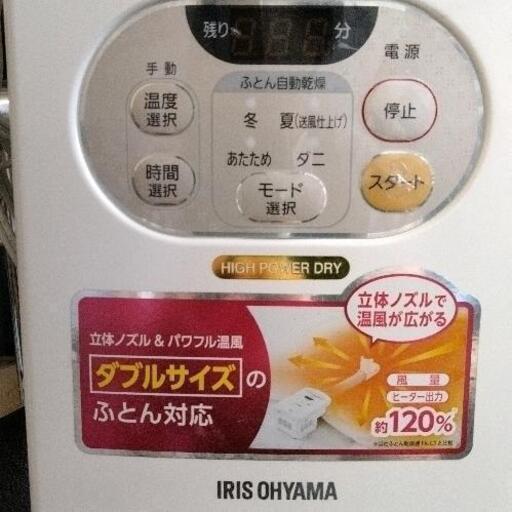 残り 分
電源
手動
ふとん自動乾燥
温度
選択
冬 夏(送風仕上げ)
停止
時間
選択
あたため ダニ
モード
選択
スタート
HIGH POWER DRY
立体ノズルで
温風が広がる
立体ノズル & パワフル温風
ダブルサイズの
ふとん対応
風量
ヒーター出力
約120%
IRIS OHYAMA